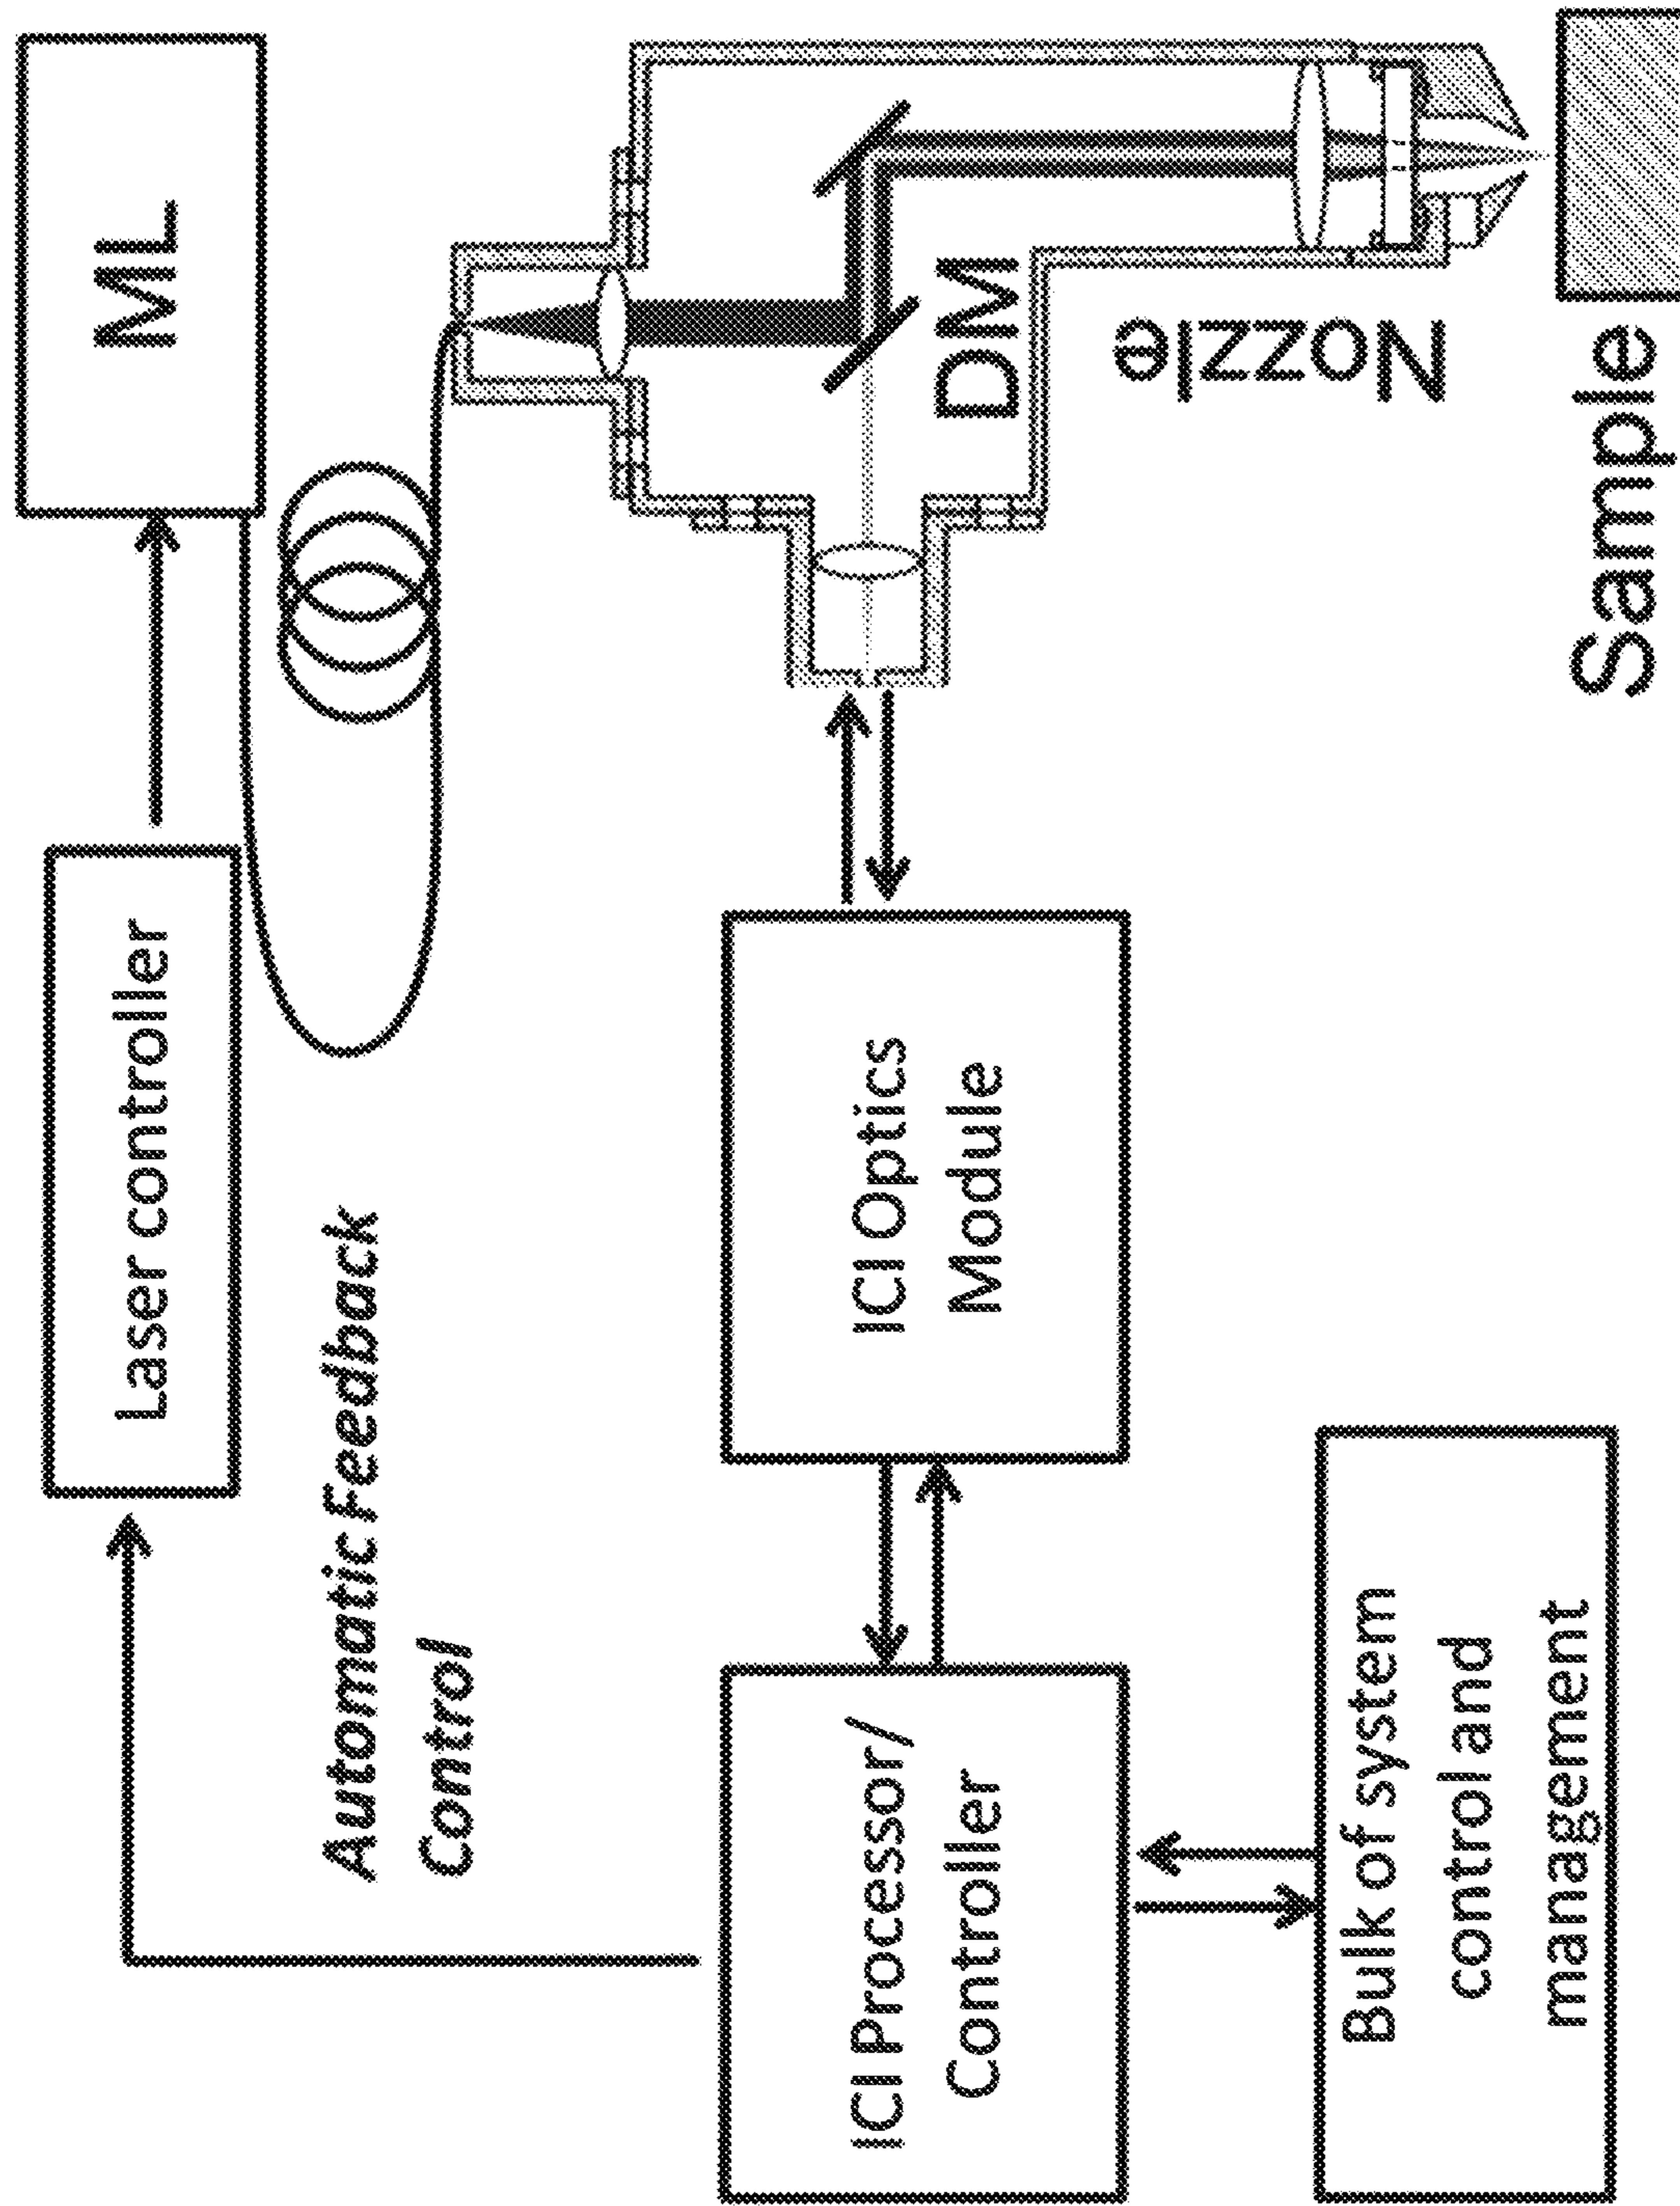 Laser controller
ML
Automatic Feedback
Control
ICI Processor/
Controller
ICI Optics
Module
DM
Nozzle
Bulk of system
control and
management
Sample